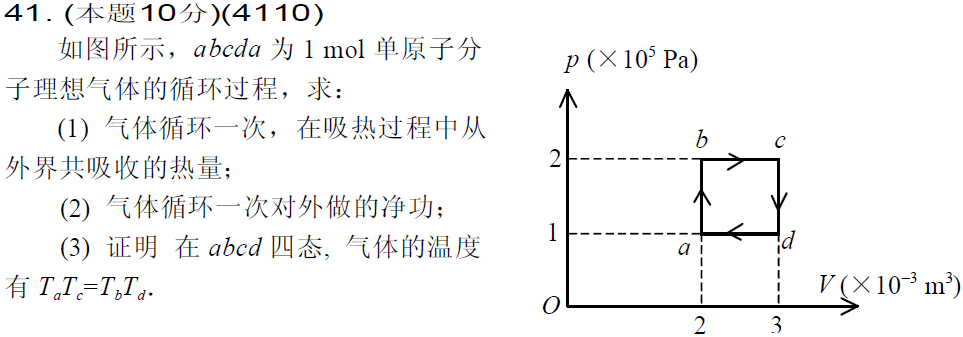 41. (本题10分)(4110)
如图所示，abcda 为 1 mol 单原子分
子理想气体的循环过程，求：
(1) 气体循环一次，在吸热过程中从
外界共吸收的热量；
(2) 气体循环一次对外做的净功；
(3) 证明 在 abcd 四态, 气体的温度
有 TaTc=TbTd.
p (×10⁵ Pa)
b c
2
1
a d
O
2 3
V (×10⁻³ m³)